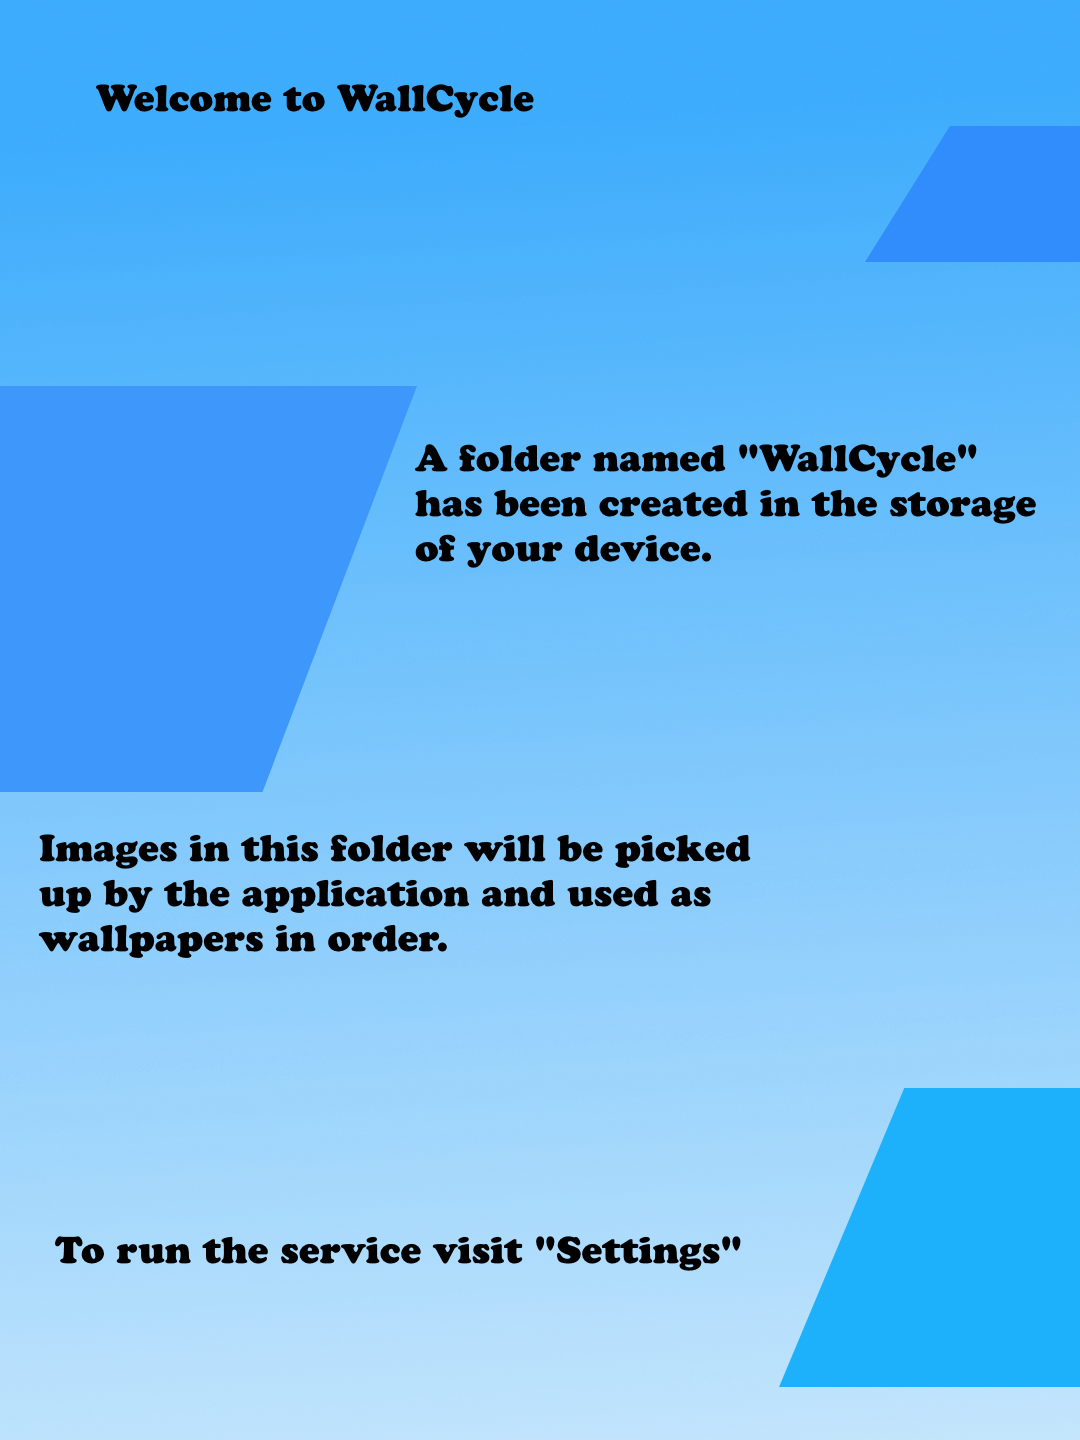 Welcome to WallCycle
A folder named "WallCycle"
has been created in the storage
of your device.
Images in this folder will be picked
up by the application and used as
wallpapers in order.
To run the service visit "Settings"